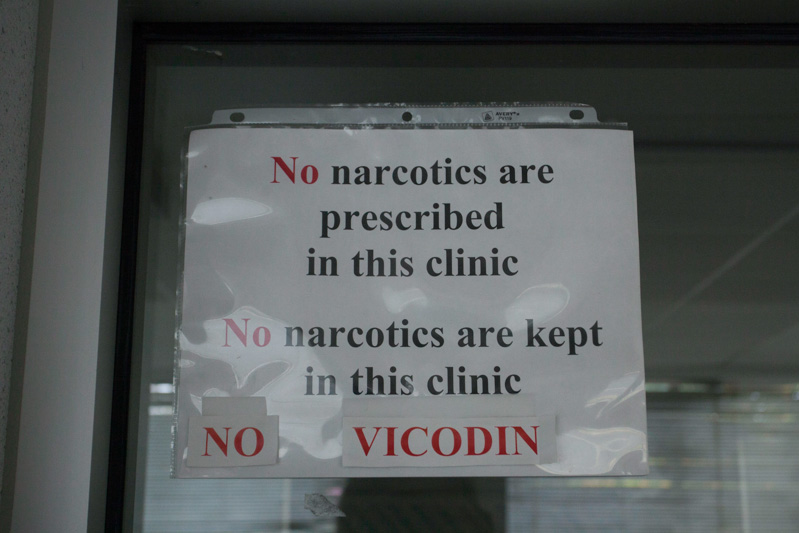 No narcotics are
prescribed
in this clinic
No narcotics are kept
in this clinic
NO VICODIN